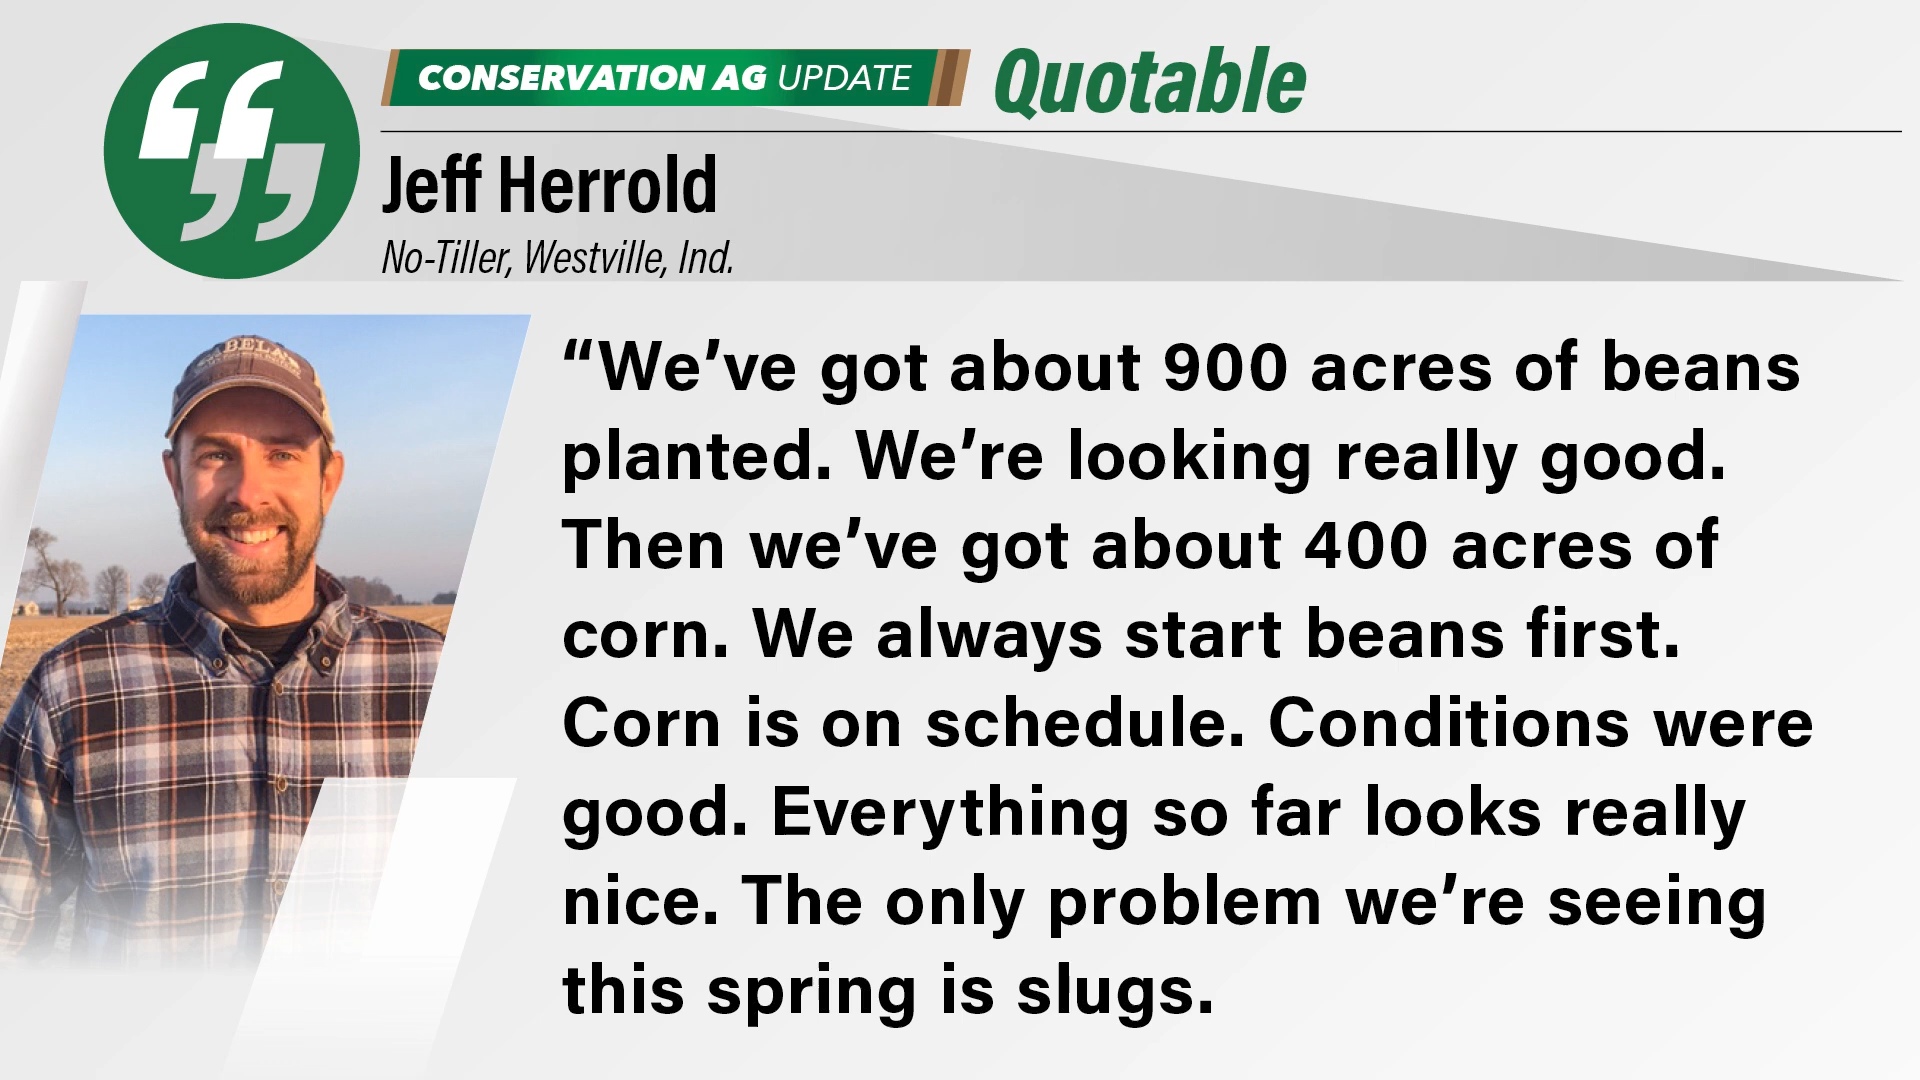 CONSERVATION AG UPDATE Quotable
Jeff Herrold
No-Tiller, Westville, Ind.
“We’ve got about 900 acres of beans
planted. We’re looking really good.
Then we’ve got about 400 acres of
corn. We always start beans first.
Corn is on schedule. Conditions were
good. Everything so far looks really
nice. The only problem we’re seeing
this spring is slugs.